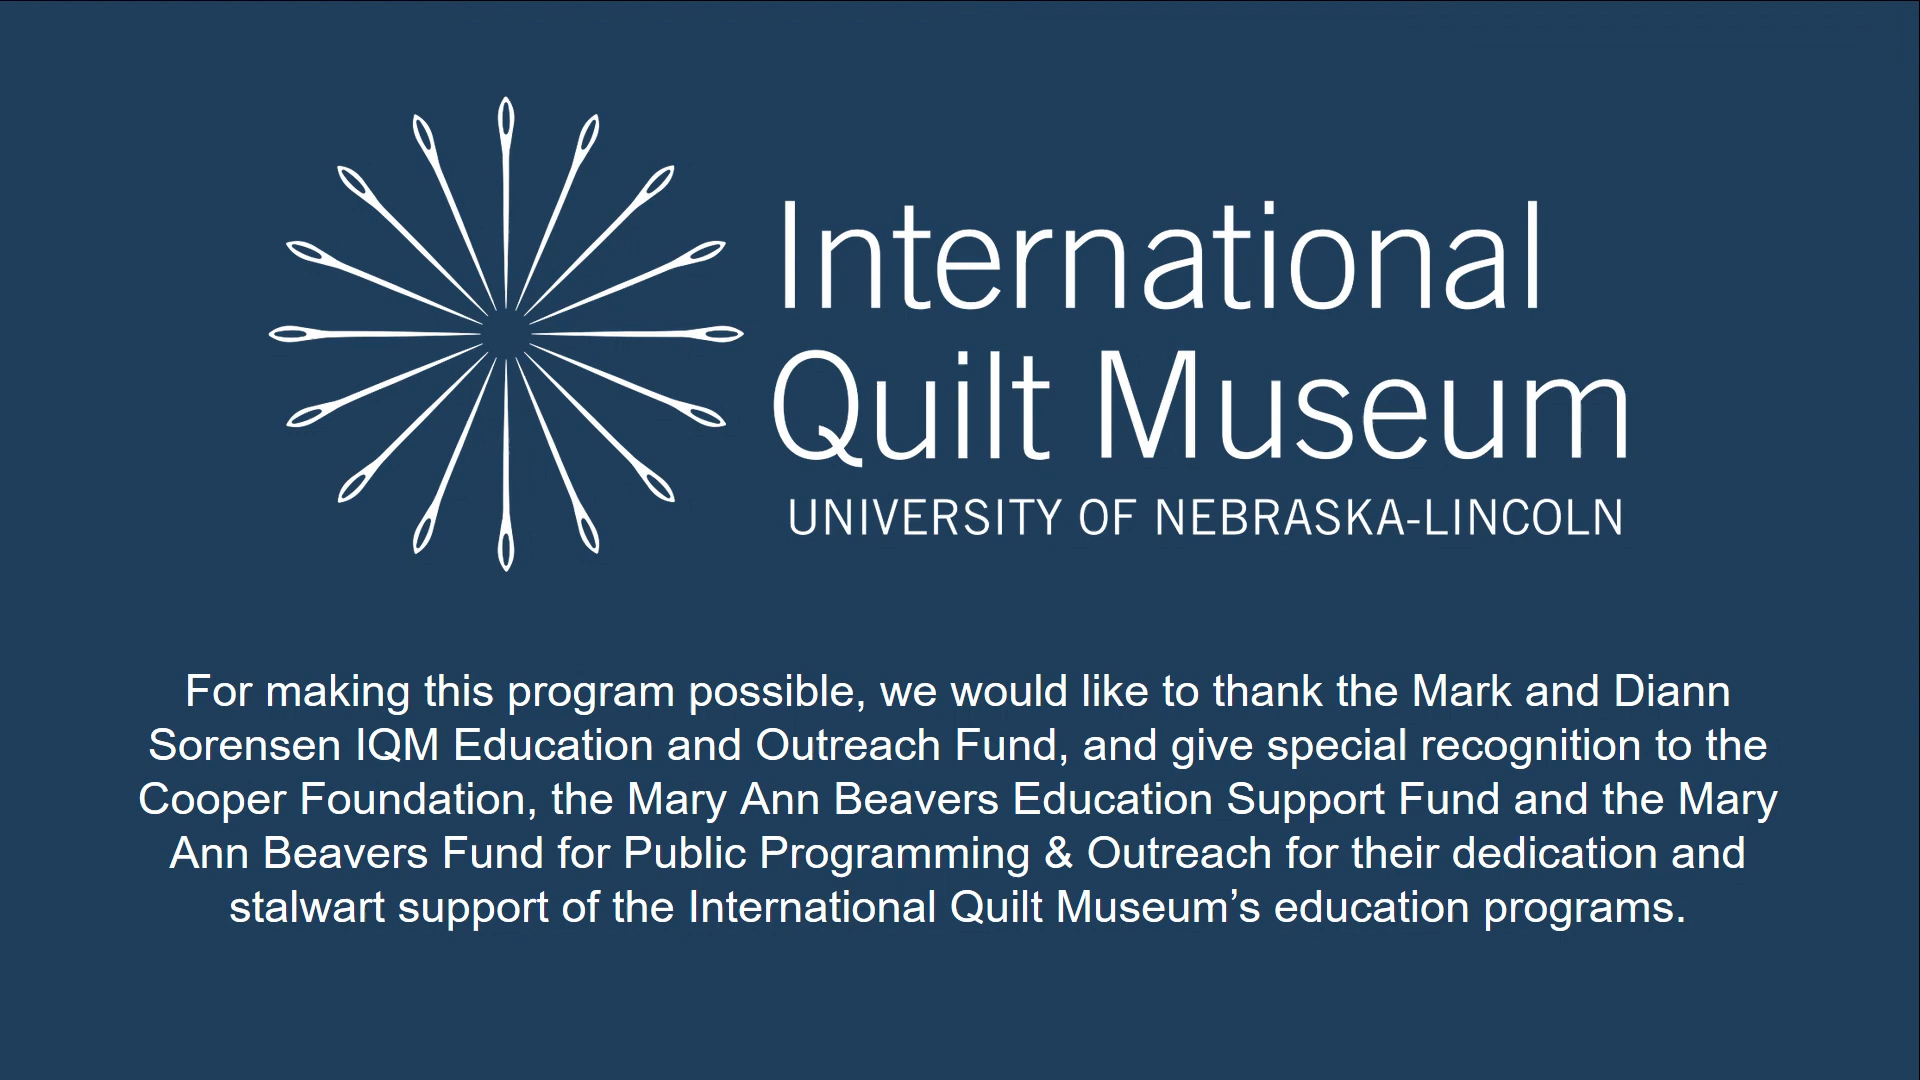 International
Quilt Museum
UNIVERSITY OF NEBRASKA-LINCOLN
For making this program possible, we would like to thank the Mark and Diann
Sorensen IQM Education and Outreach Fund, and give special recognition to the
Cooper Foundation, the Mary Ann Beavers Education Support Fund and the Mary
Ann Beavers Fund for Public Programming & Outreach for their dedication and
stalwart support of the International Quilt Museum’s education programs.